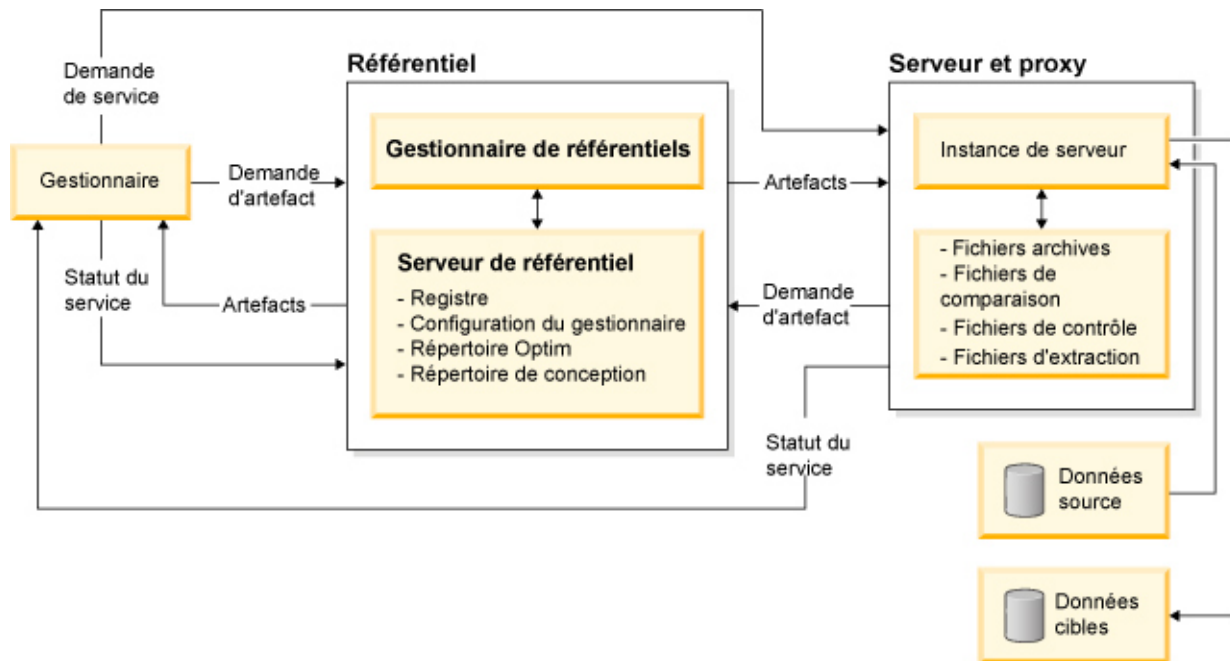 Référentiel
Serveur et proxy
Demande
de service
Gestionnaire
Demande
d'artefact
Statut du
service
Artefacts
Gestionnaire de référentiels
Serveur de référentiel
- Registre
- Configuration du gestionnaire
- Répertoire Optim
- Répertoire de conception
Artefacts
Demande
d'artefact
Statut du
service
Instance de serveur
- Fichiers archives
- Fichiers de
comparaison
- Fichiers de contrôle
- Fichiers d'extraction
Données
source
Données
cibles